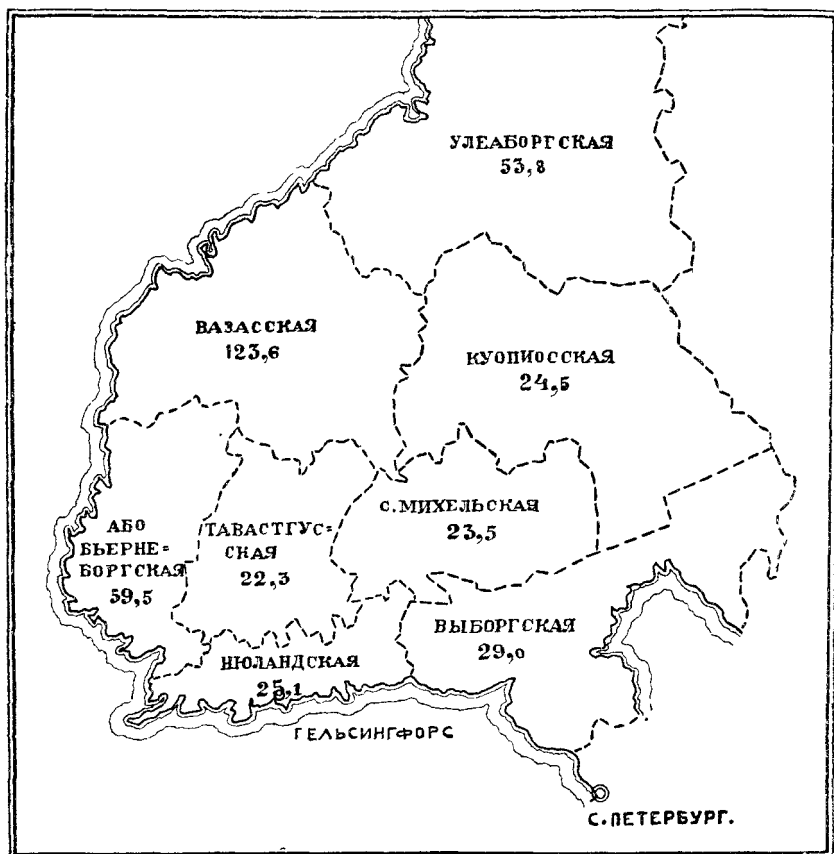 УЛЕАБОРГСКАЯ
53,8
ВАЗАССКАЯ
123,6
КУОПИОССКАЯ
24,5
С. МИХЕЛЬСКАЯ
23,5
АБО
БЬЕРНЕ=
БОРГСКАЯ
59,5
ТАВАСТГУС=
СКАЯ
22,3
ВЫБОРГСКАЯ
29,0
НЮЛАНДСКАЯ
25,1
ГЕЛЬСИНГФОРС
С. ПЕТЕРБУРГ.